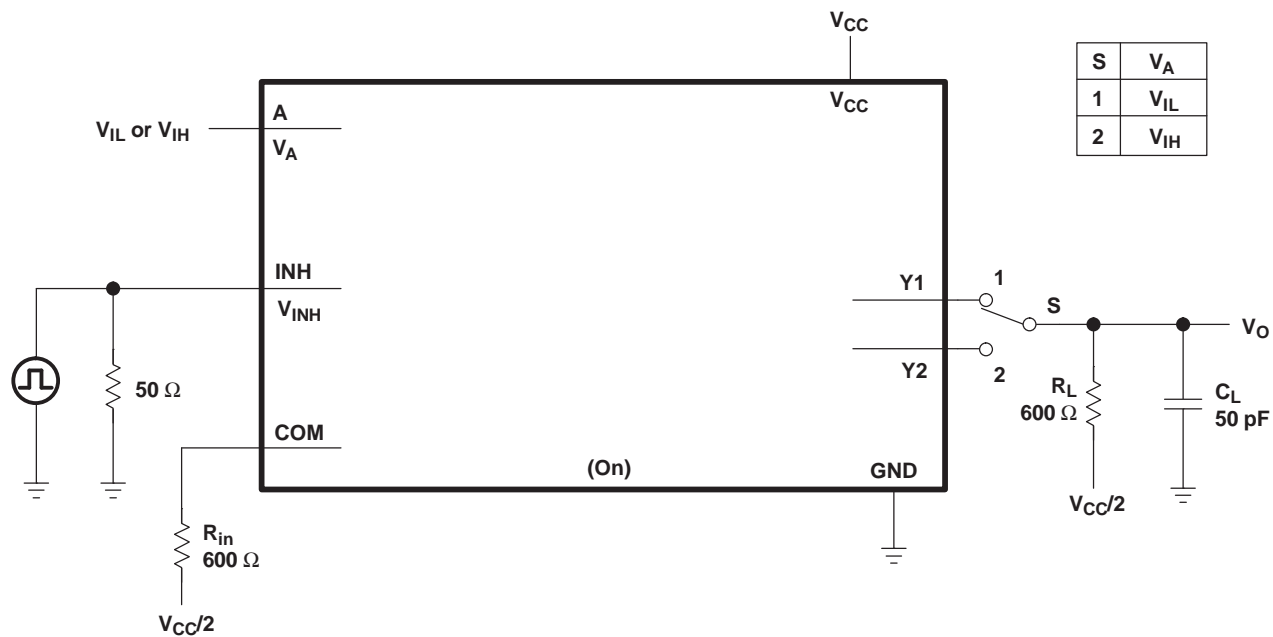 VCC
S VA
1 VIL
2 VIH
VCC
A
VIL or VIH
VA
INH
VINH
Y1
1
S
VO
Y2
2
50 Ω
RL
600 Ω
CL
50 pF
COM
(On)
GND
VCC/2
Rin
600 Ω
VCC/2